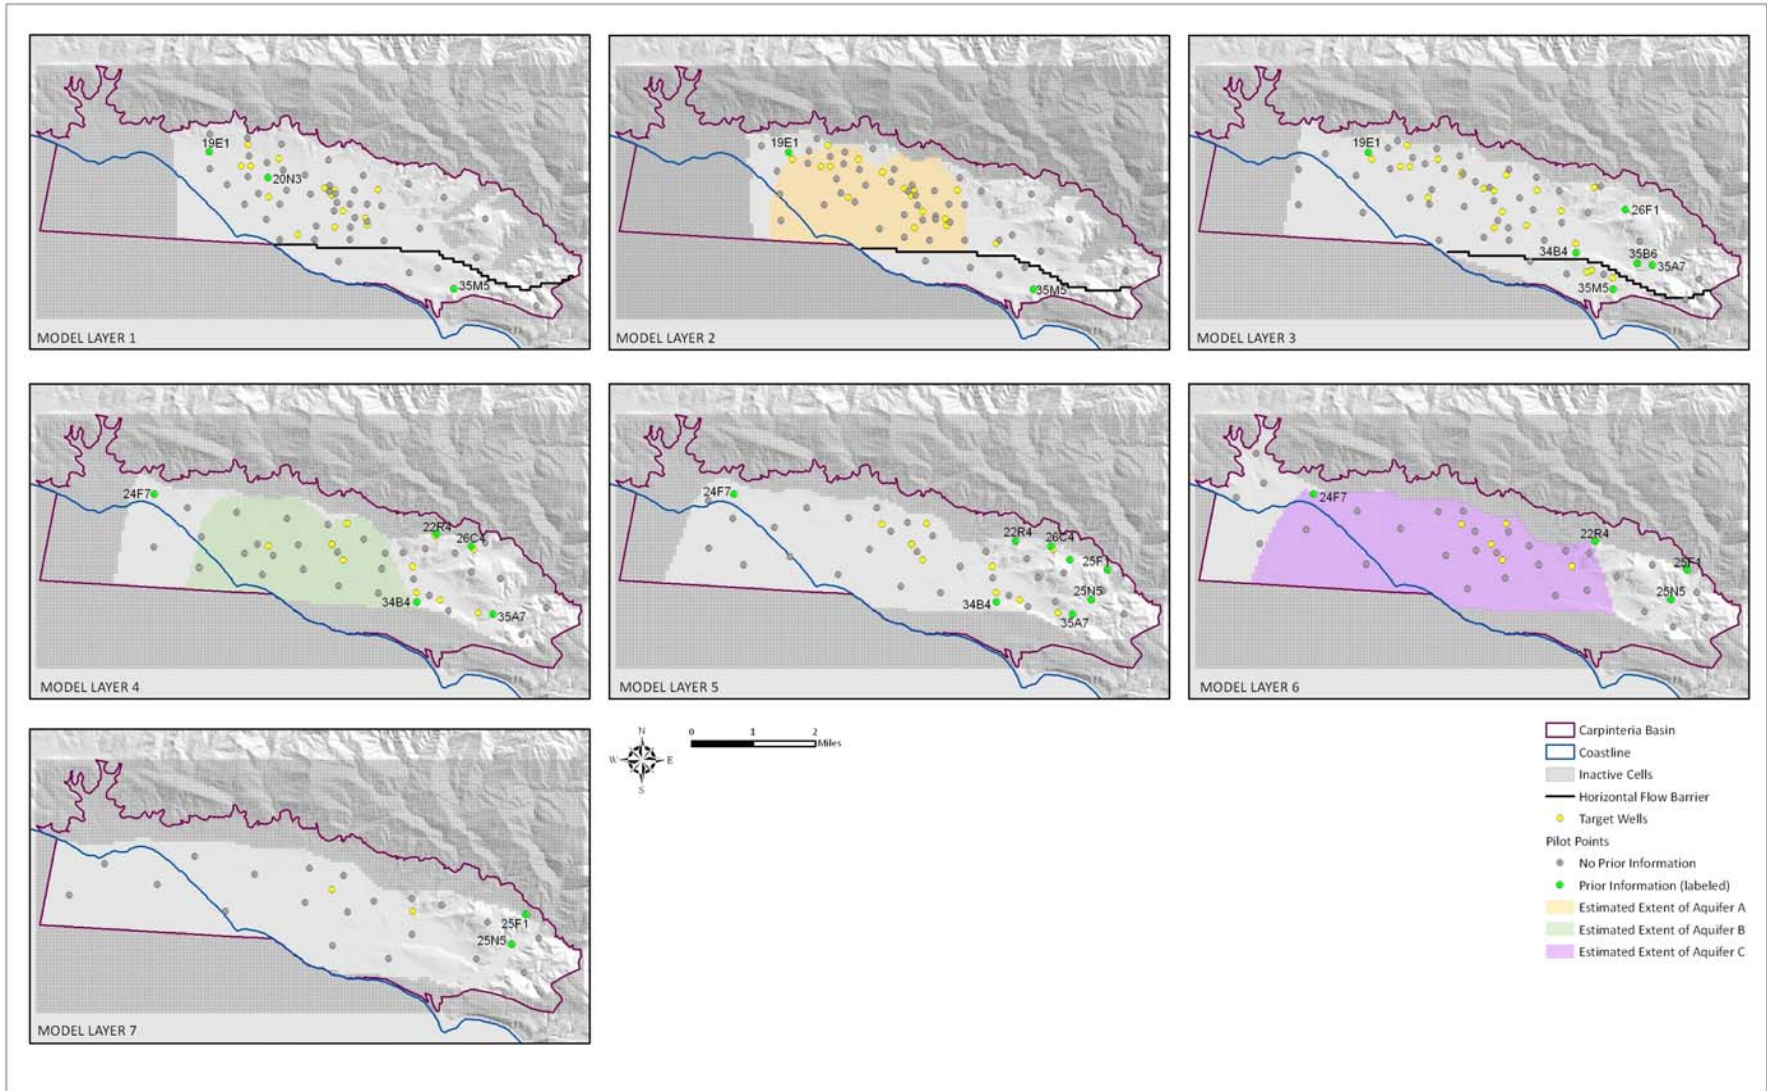 19E1
20N3
35M5
MODEL LAYER 1
19E1
35M5
MODEL LAYER 2
19E1
26F1
34B4
35B6
35A7
35M5
MODEL LAYER 3
24F7
22R4
26C4
34B4
35A7
MODEL LAYER 4
24F7
22R4
26C4
25F1
25N5
34B4
35A7
MODEL LAYER 5
24F7
22R4
25F1
25N5
MODEL LAYER 6
25F1
25N5
MODEL LAYER 7
N
W E
S
0 1 2
Miles
Carpinteria Basin
Coastline
Inactive Cells
Horizontal Flow Barrier
Target Wells
Pilot Points
No Prior Information
Prior Information (labeled)
Estimated Extent of Aquifer A
Estimated Extent of Aquifer B
Estimated Extent of Aquifer C